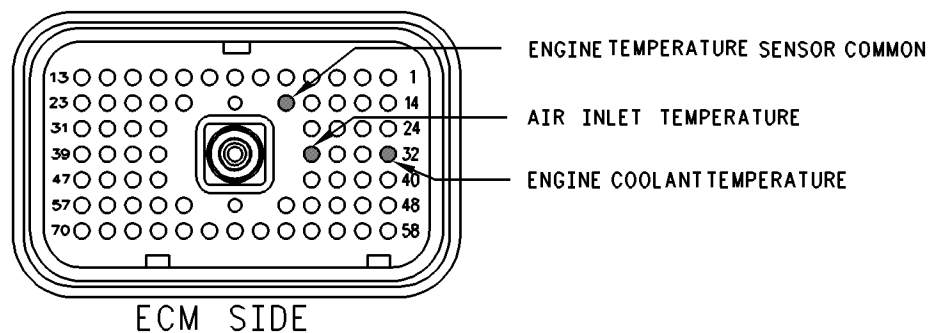 ENGINE TEMPERATURE SENSOR COMMON
13 1
23 14
AIR INLET TEMPERATURE
31 24
39 32
ENGINE COOLANT TEMPERATURE
47 40
57 48
70 58
ECM SIDE